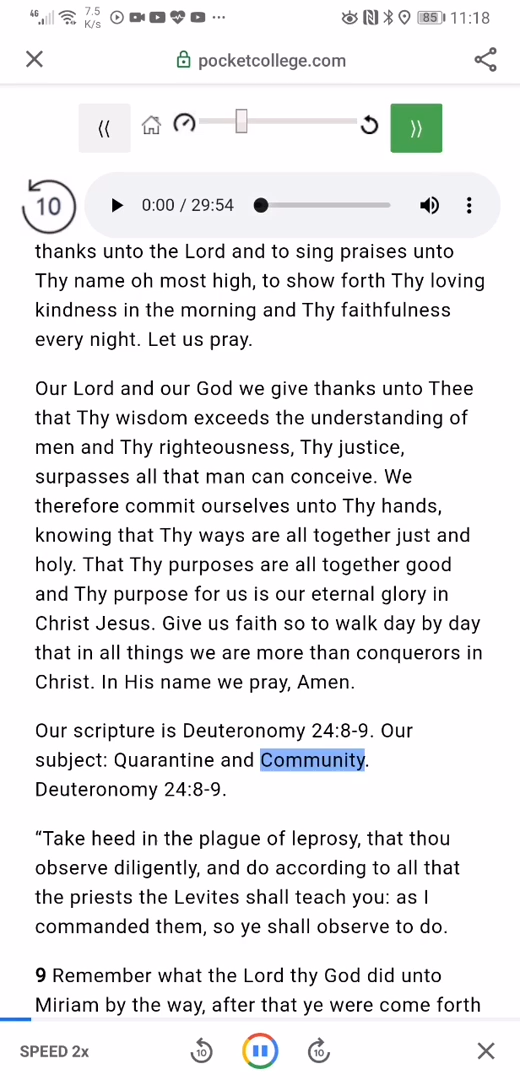 46 7.5 K/s ... 85 11:18
pocketcollege.com
⟨⟨ ⟩⟩
10 0:00 / 29:54
thanks unto the Lord and to sing praises unto
Thy name oh most high, to show forth Thy loving
kindness in the morning and Thy faithfulness
every night. Let us pray.
Our Lord and our God we give thanks unto Thee
that Thy wisdom exceeds the understanding of
men and Thy righteousness, Thy justice,
surpasses all that man can conceive. We
therefore commit ourselves unto Thy hands,
knowing that Thy ways are all together just and
holy. That Thy purposes are all together good
and Thy purpose for us is our eternal glory in
Christ Jesus. Give us faith so to walk day by day
that in all things we are more than conquerors in
Christ. In His name we pray, Amen.
Our scripture is Deuteronomy 24:8-9. Our
subject: Quarantine and Community.
Deuteronomy 24:8-9.
“Take heed in the plague of leprosy, that thou
observe diligently, and do according to all that
the priests the Levites shall teach you: as I
commanded them, so ye shall observe to do.
9 Remember what the Lord thy God did unto
Miriam by the way, after that ye were come forth
SPEED 2x 10 10